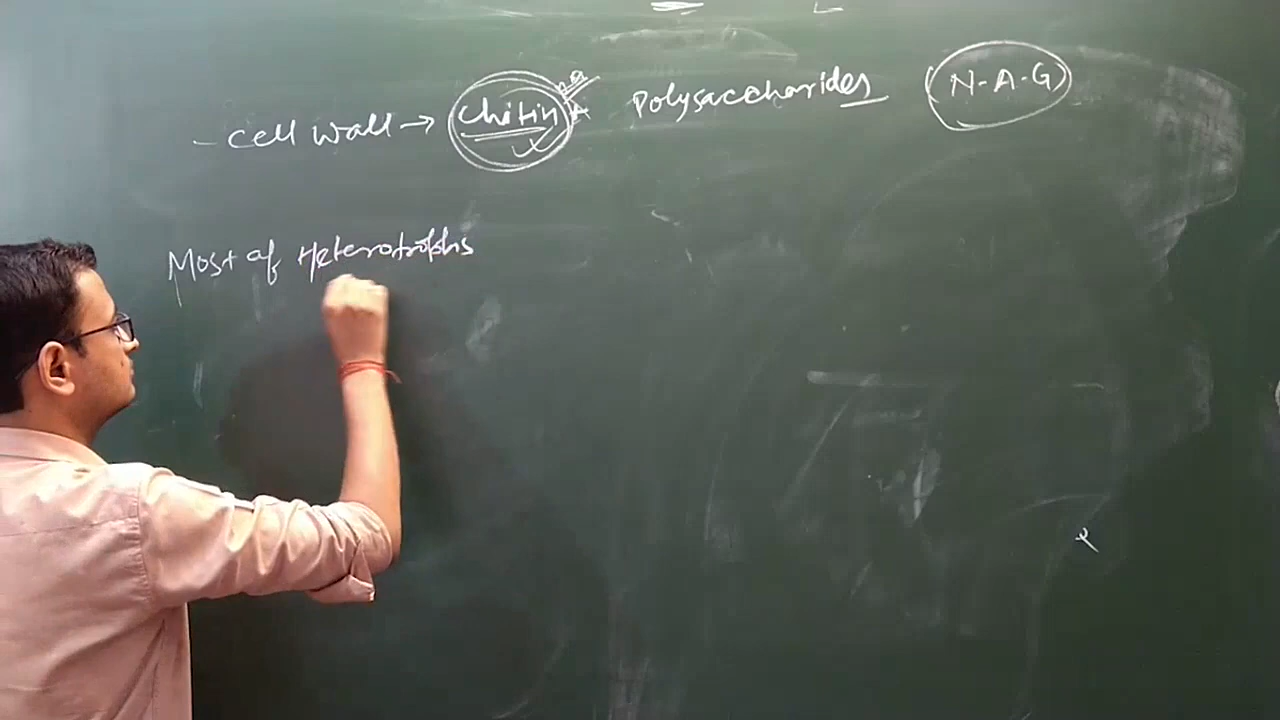 - Cell wall → Chitin Polysaccharides (N-A-G)
Most of Heterotrophs